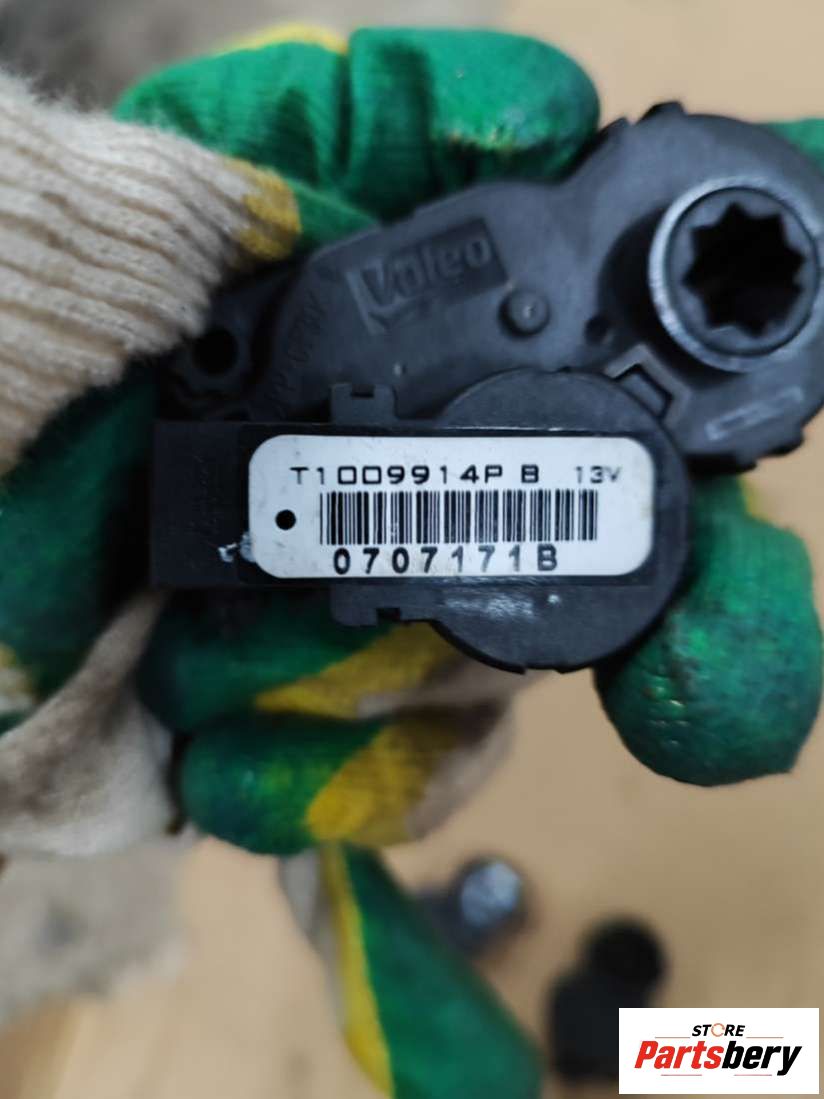 Valeo
T1009914P B 13V
0707171B
STORE
Partsbery